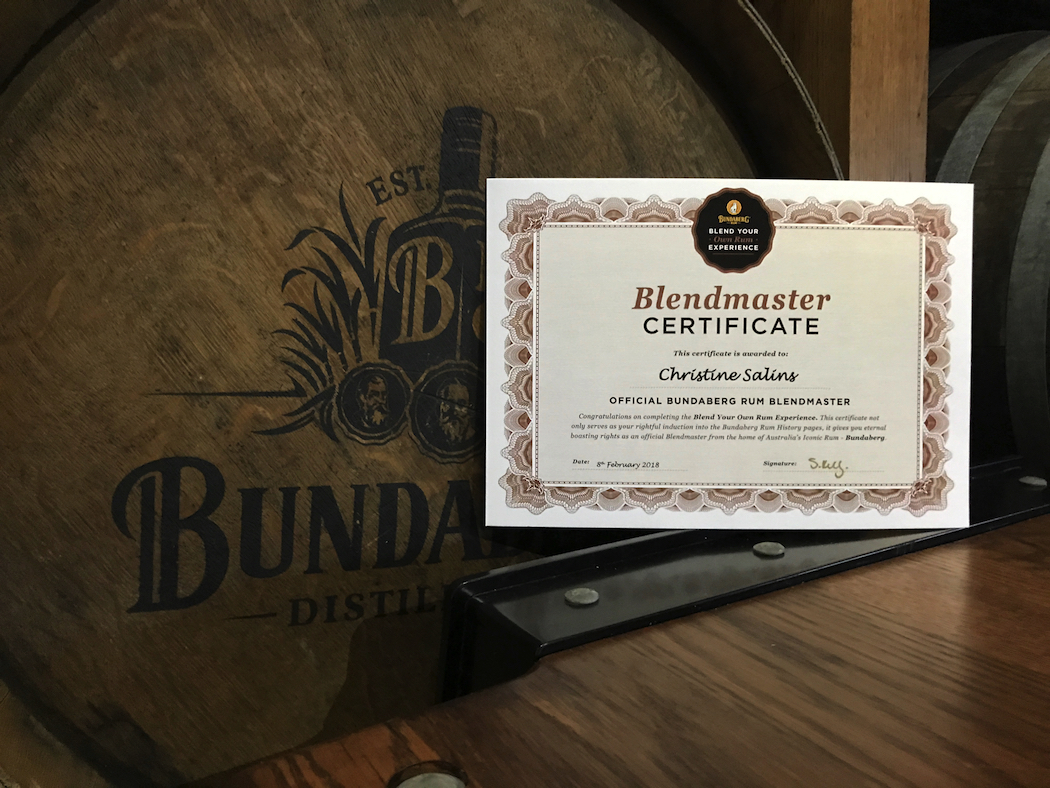 EST.
B
BUNDA
DISTIL
BUNDABERG
BLEND YOUR
Own Rum
EXPERIENCE
Blendmaster
CERTIFICATE
This certificate is awarded to:
Christine Salins
OFFICIAL BUNDABERG RUM BLENDMASTER
Congratulations on completing the Blend Your Own Rum Experience. This certificate not
only serves as your rightful induction into the Bundaberg Rum History pages, it gives you eternal
boasting rights as an official Blendmaster from the home of Australia's Iconic Rum - Bundaberg.
Date: 8th February 2018
Signature: